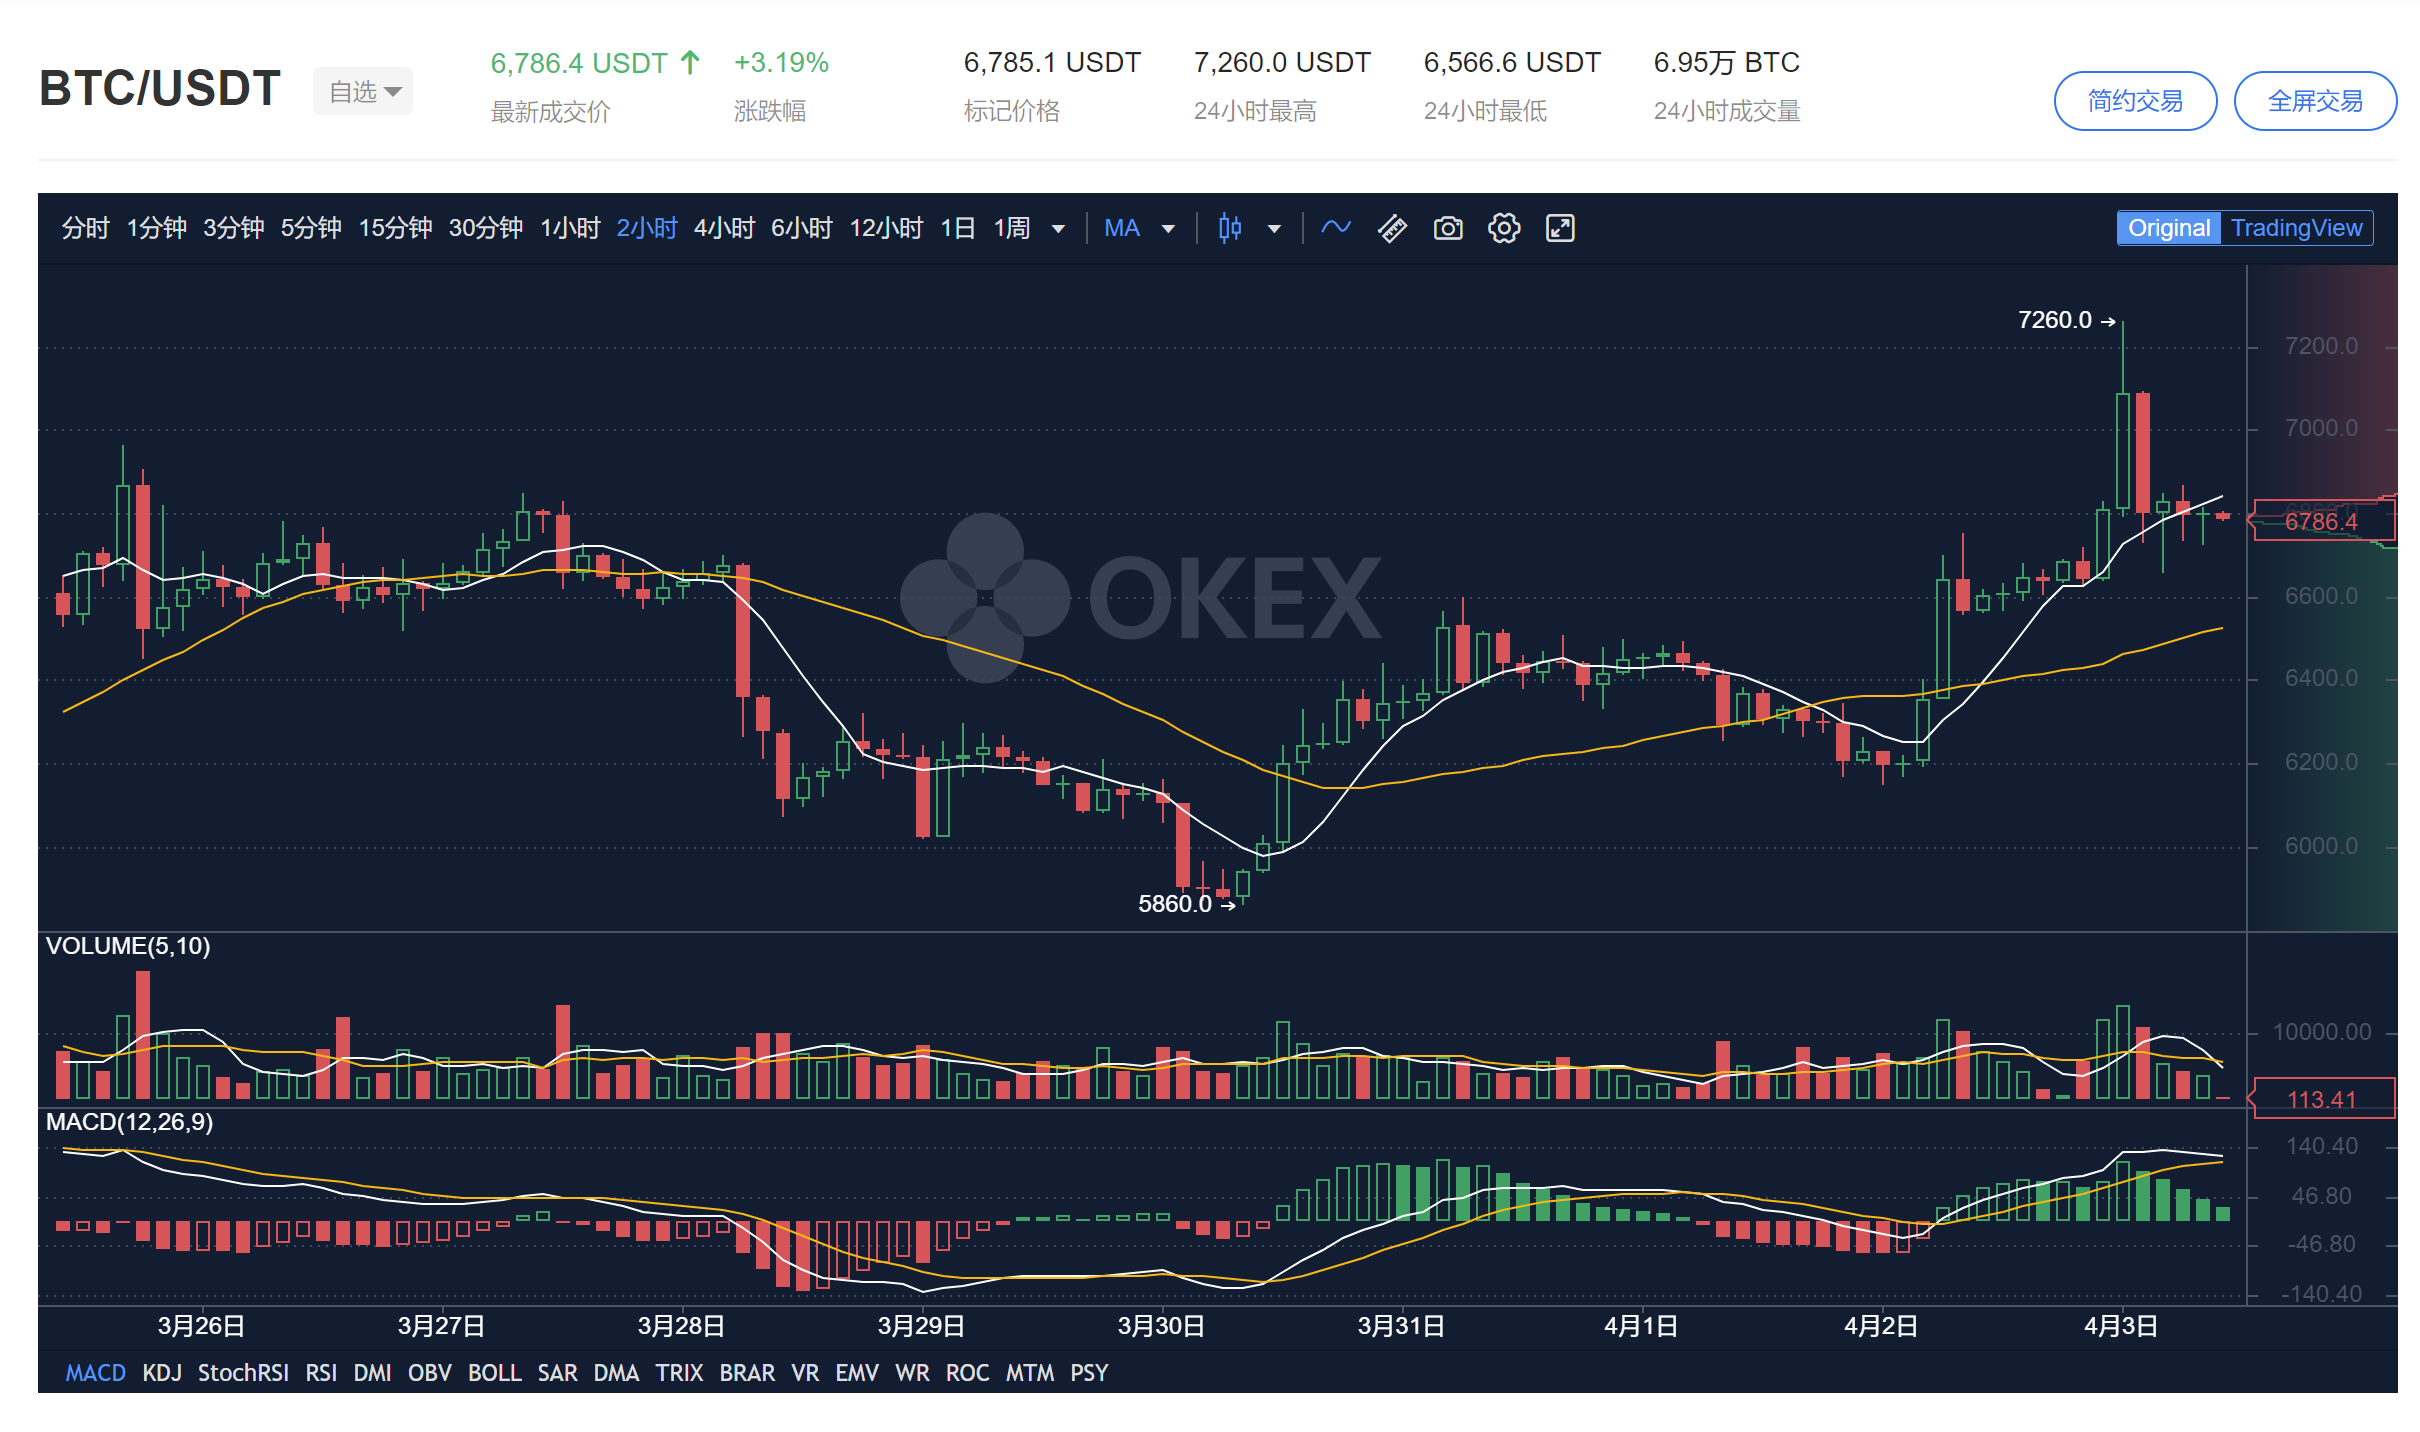 BTC/USDT 自选 6,786.4 USDT ↑ +3.19% 6,785.1 USDT 7,260.0 USDT 6,566.6 USDT 6.95万 BTC
最新成交价 涨跌幅 标记价格 24小时最高 24小时最低 24小时成交量
简约交易 全屏交易
分时 1分钟 3分钟 5分钟 15分钟 30分钟 1小时 2小时 4小时 6小时 12小时 1日 1周 MA Original TradingView
7260.0
7200.0
7000.0
6786.4
OKEX
6600.0
6400.0
6200.0
6000.0
5860.0
VOLUME(5,10)
10000.00
113.41
MACD(12,26,9)
140.40
46.80
-46.80
-140.40
3月26日 3月27日 3月28日 3月29日 3月30日 3月31日 4月1日 4月2日 4月3日
MACD KDJ StochRSI RSI DMI OBV BOLL SAR DMA TRIX BRAR VR EMV WR ROC MTM PSY